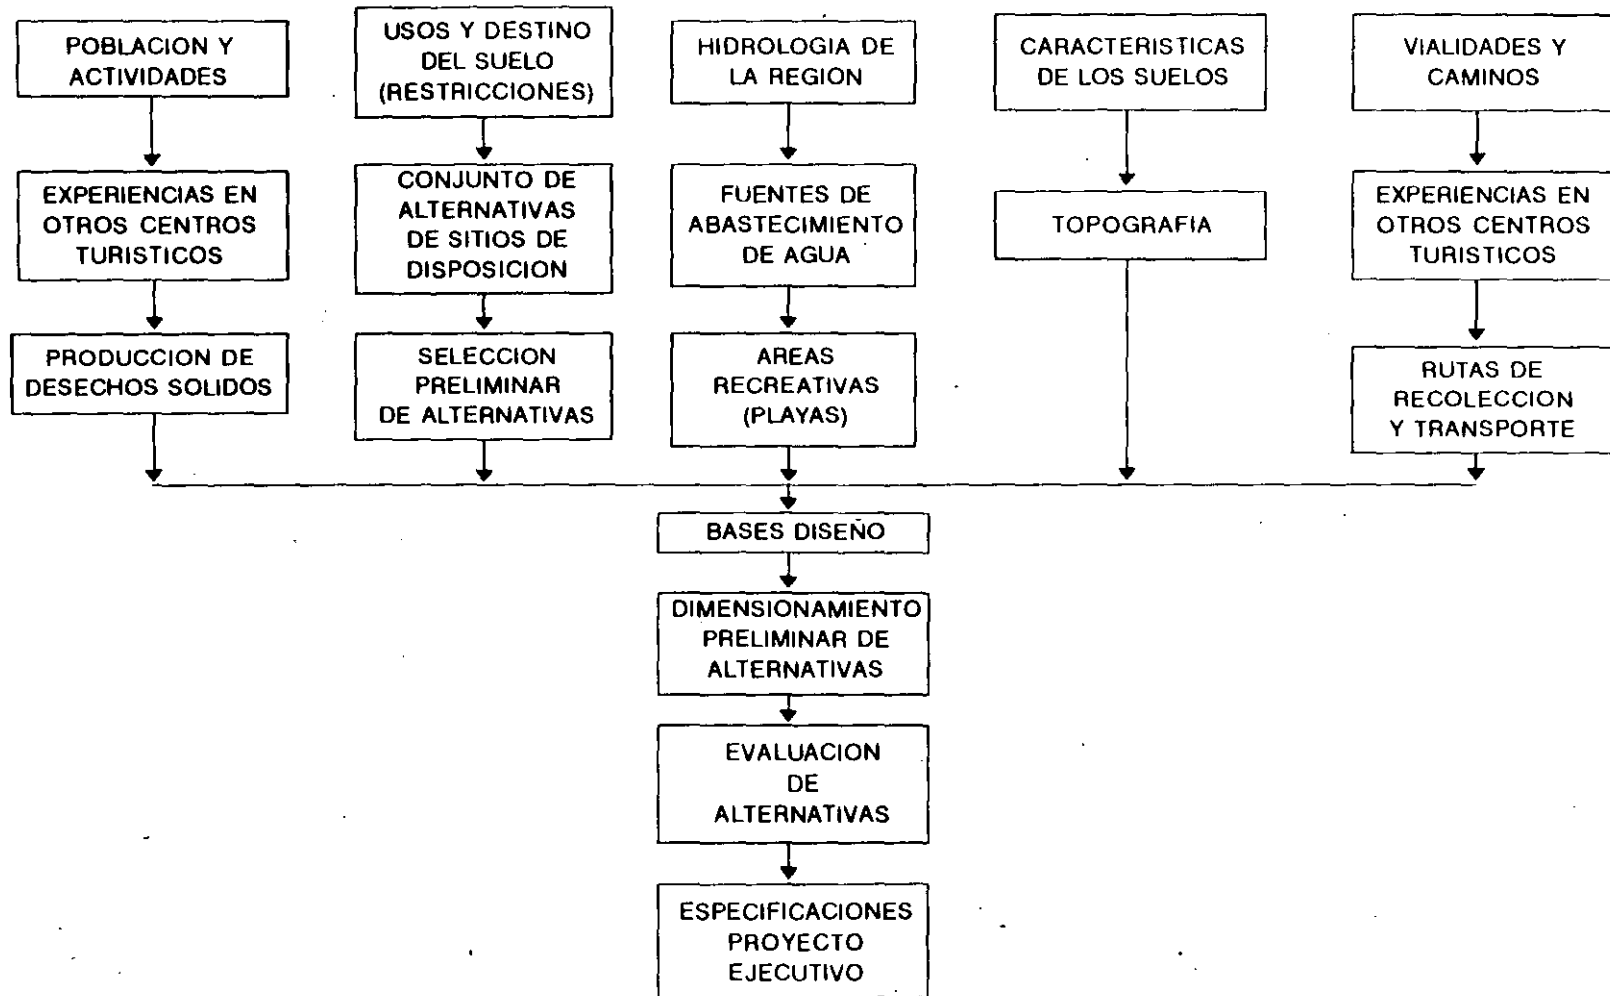 POBLACION Y
ACTIVIDADES
USOS Y DESTINO
DEL SUELO
(RESTRICCIONES)
HIDROLOGIA DE
LA REGION
CARACTERISTICAS
DE LOS SUELOS
VIALIDADES Y
CAMINOS
EXPERIENCIAS EN
OTROS CENTROS
TURISTICOS
CONJUNTO DE
ALTERNATIVAS
DE SITIOS DE
DISPOSICION
FUENTES DE
ABASTECIMIENTO
DE AGUA
TOPOGRAFIA
EXPERIENCIAS EN
OTROS CENTROS
TURISTICOS
PRODUCCION DE
DESECHOS SOLIDOS
SELECCION
PRELIMINAR
DE ALTERNATIVAS
AREAS
RECREATIVAS
(PLAYAS)
RUTAS DE
RECOLECCION
Y TRANSPORTE
BASES DISEÑO
DIMENSIONAMIENTO
PRELIMINAR DE
ALTERNATIVAS
EVALUACION
DE
ALTERNATIVAS
ESPECIFICACIONES
PROYECTO
EJECUTIVO